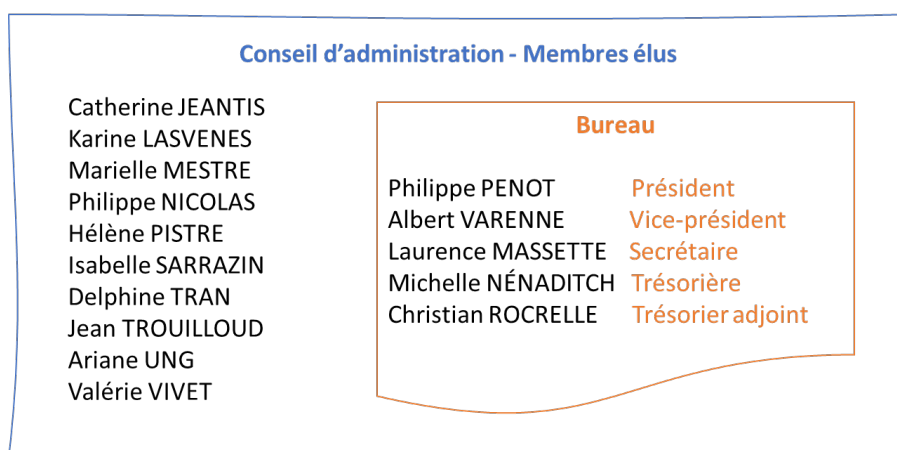 Conseil d'administration - Membres élus
Catherine JEANTIS
Karine LASVENES
Marielle MESTRE
Philippe NICOLAS
Hélène PISTRE
Isabelle SARRAZIN
Delphine TRAN
Jean TROUILLOUD
Ariane UNG
Valérie VIVET
Bureau
Philippe PENOT Président
Albert VARENNE Vice-président
Laurence MASSETTE Secrétaire
Michelle NÉNADITCH Trésorière
Christian ROCRELLE Trésorier adjoint